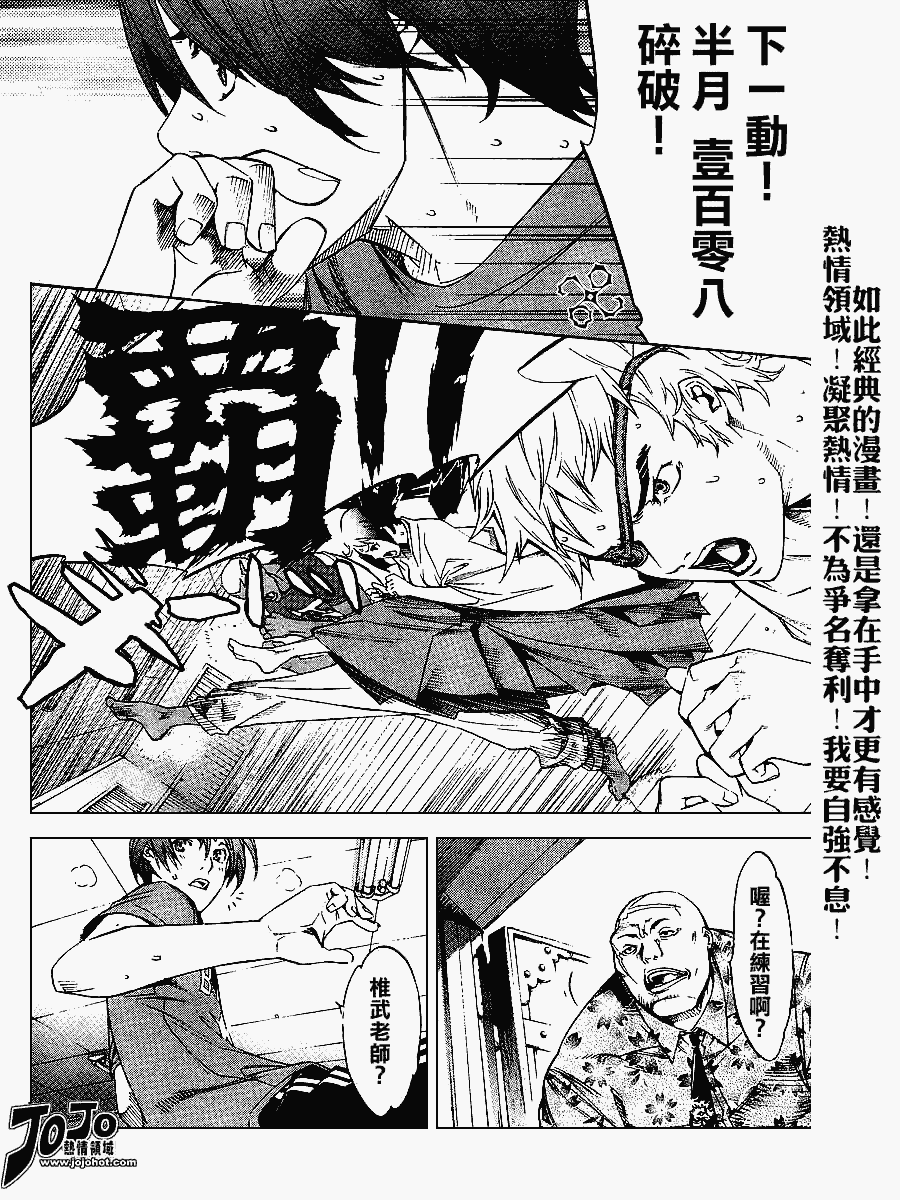 下一動！
半月 壹百零八
碎破！
覇!!
如此經典的漫畫！還是拿在手中才更有感覺！
熱情領域！凝聚熱情！不為爭名奪利！我要自強不息！
喔？在練習啊？
椎武老師？
JOJO
熱情領域
www.jojohot.com